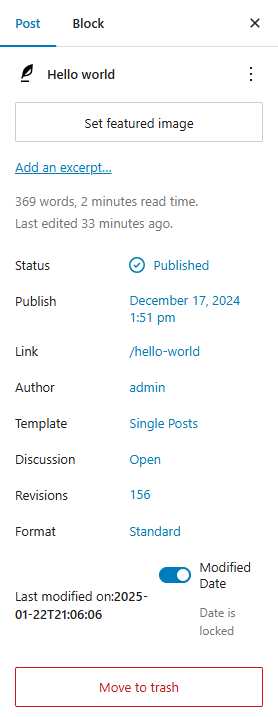 Post Block
Hello world
Set featured image
Add an excerpt...
369 words, 2 minutes read time.
Last edited 33 minutes ago.
Status Published
Publish December 17, 2024
1:51 pm
Link /hello-world
Author admin
Template Single Posts
Discussion Open
Revisions 156
Format Standard
Modified
Date
Last modified on:2025-
01-22T21:06:06
Date is
locked
Move to trash